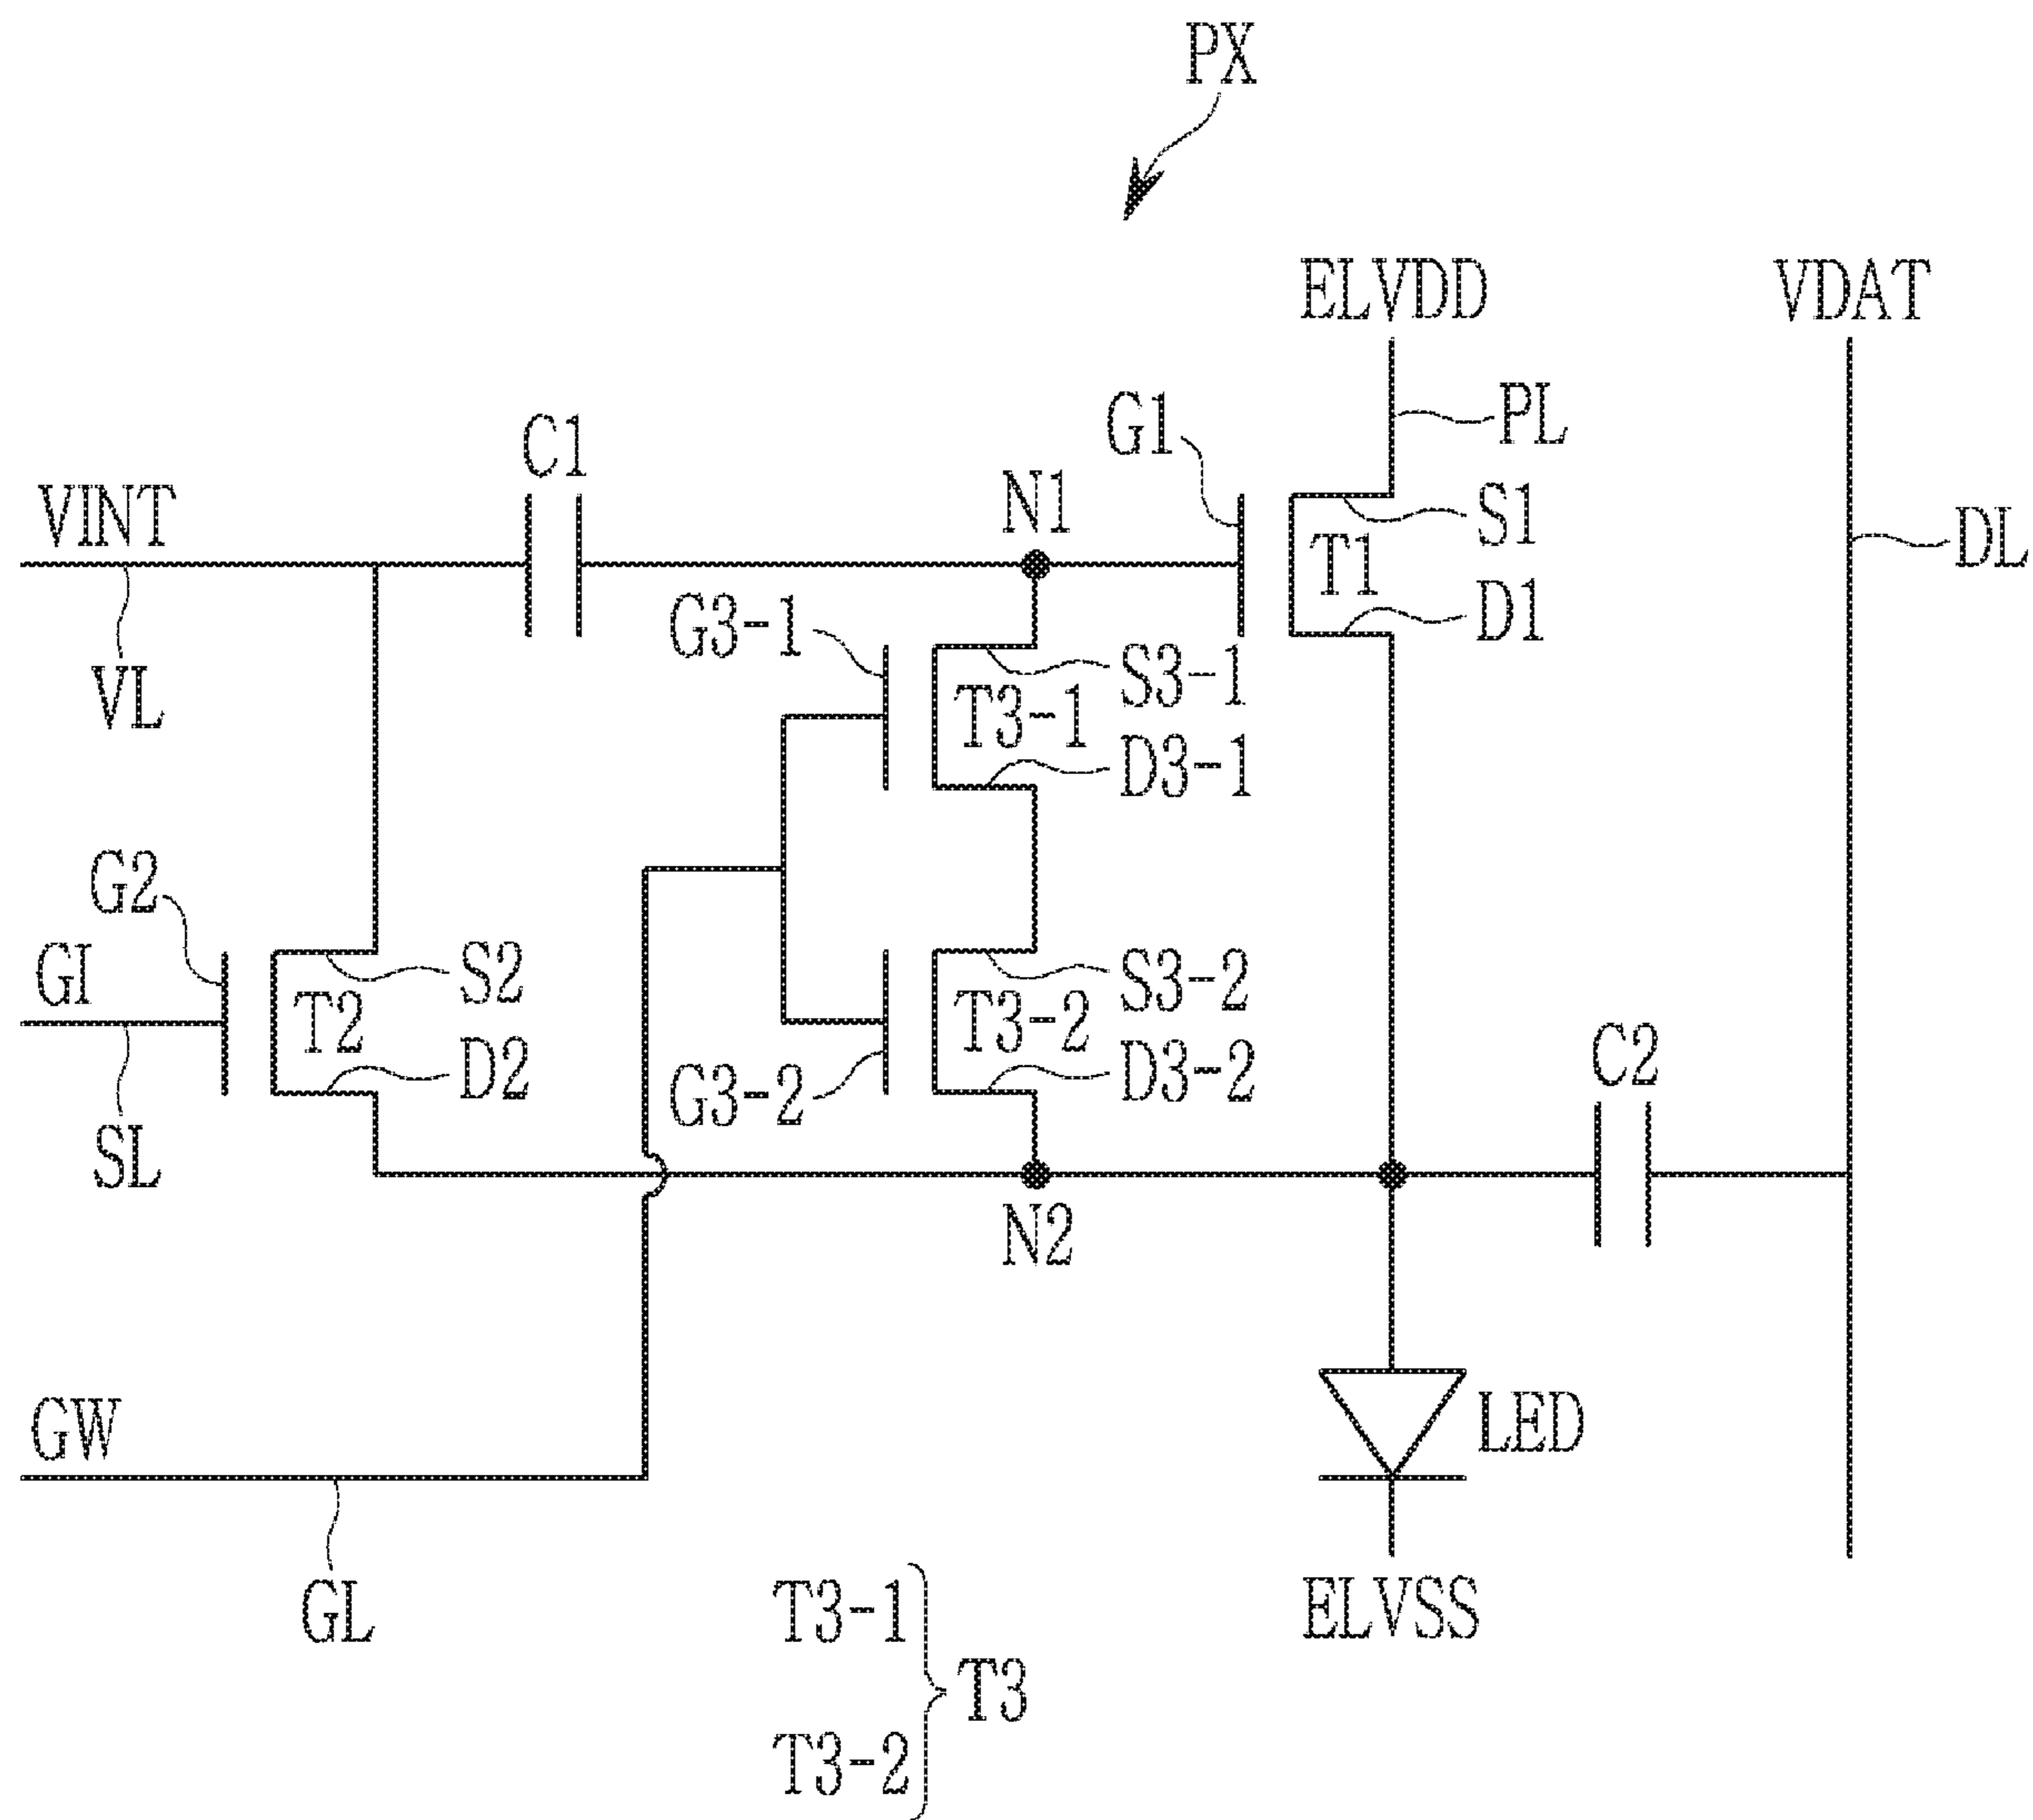 PX
ELVDD
VDAT
PL
G1
C1
N1
VINT
S1
DL
T1
D1
G3-1
S3-1
VL
T3-1
D3-1
G2
GI
S2
S3-2
T2
T3-2
D2
D3-2
C2
G3-2
SL
N2
GW
LED
GL
T3-1
ELVSS
T3
T3-2